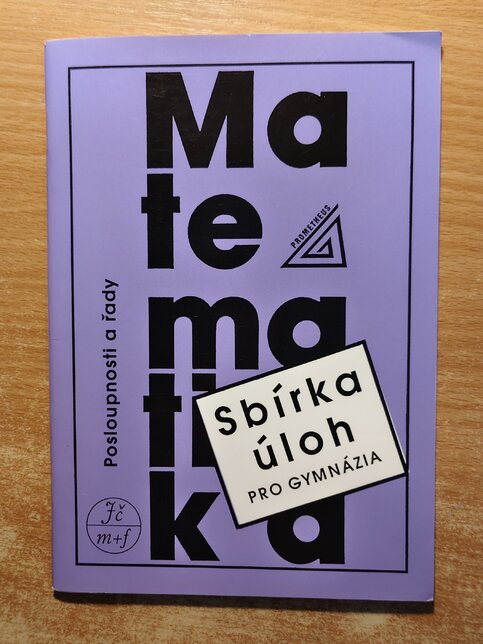 Ma
te
PROMETHEUS
ma
ti
ka
Sbírka
úloh
PRO GYMNÁZIA
Posloupnosti a řady
Jč
m+f